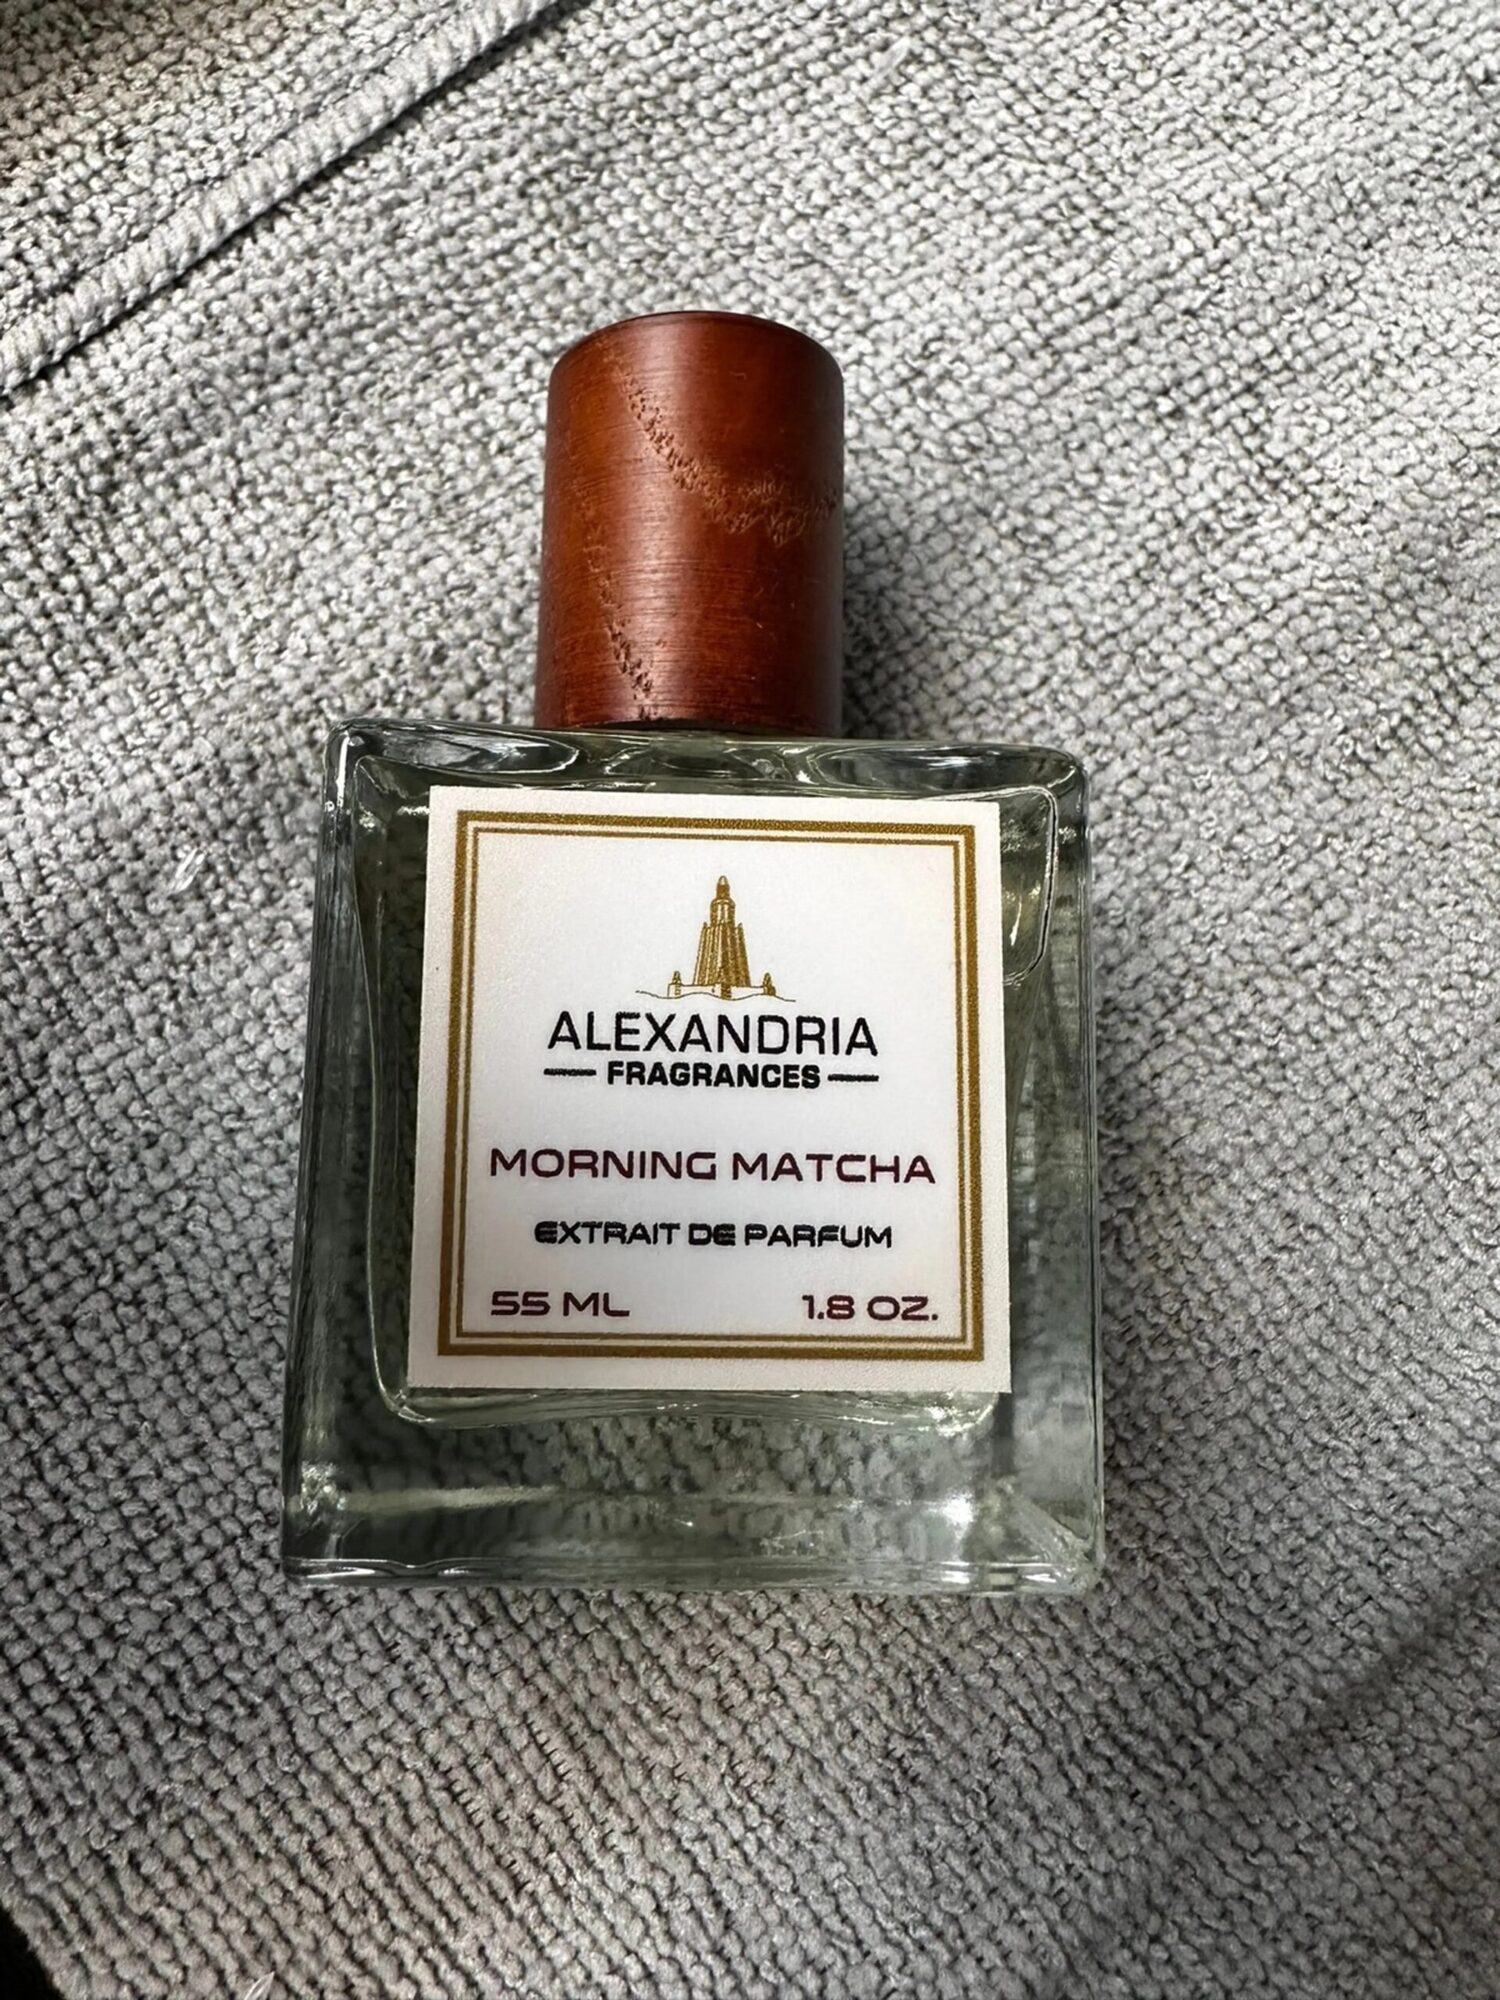 ALEXANDRIA
FRAGRANCES
MORNING MATCHA
EXTRAIT DE PARFUM
55 ML 1.8 OZ.